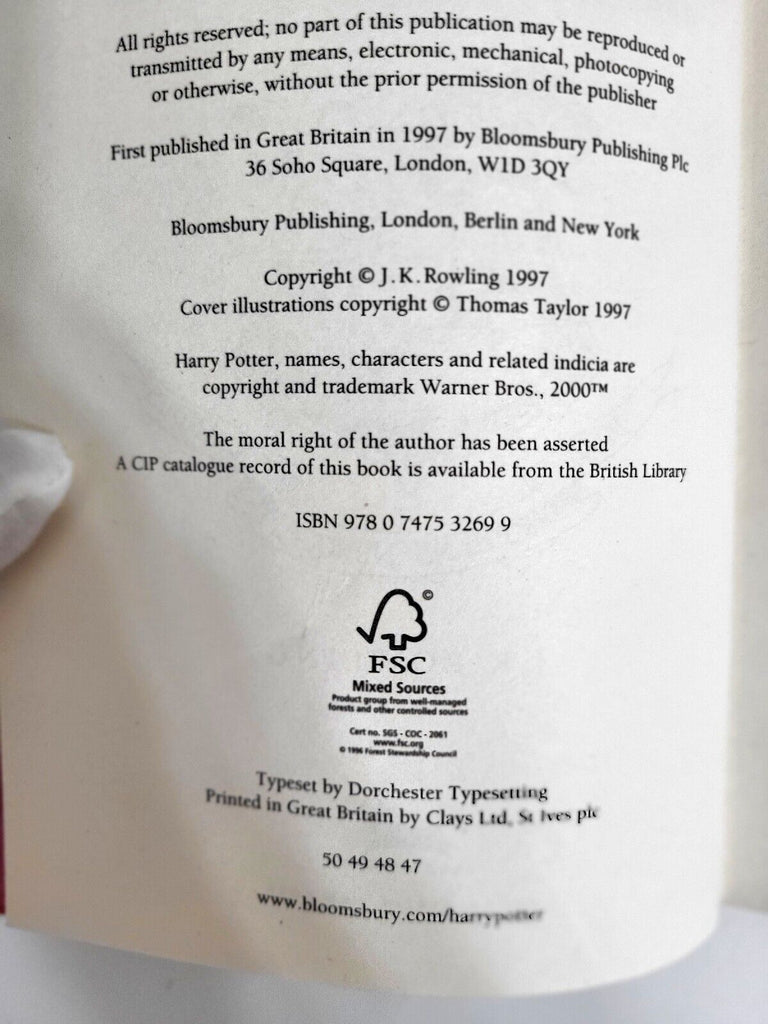 All rights reserved; no part of this publication may be reproduced or
transmitted by any means, electronic, mechanical, photocopying
or otherwise, without the prior permission of the publisher
First published in Great Britain in 1997 by Bloomsbury Publishing Plc
36 Soho Square, London, W1D 3QY
Bloomsbury Publishing, London, Berlin and New York
Copyright © J. K. Rowling 1997
Cover illustrations copyright © Thomas Taylor 1997
Harry Potter, names, characters and related indicia are
copyright and trademark Warner Bros., 2000™
The moral right of the author has been asserted
A CIP catalogue record of this book is available from the British Library
ISBN 978 0 7475 3269 9
©
FSC
Mixed Sources
Product group from well-managed
forests and other controlled sources
Cert no. SGS - COC - 2061
www.fsc.org
© 1996 Forest Stewardship Council
Typeset by Dorchester Typesetting
Printed in Great Britain by Clays Ltd, St Ives plc
50 49 48 47
www.bloomsbury.com/harrypotter